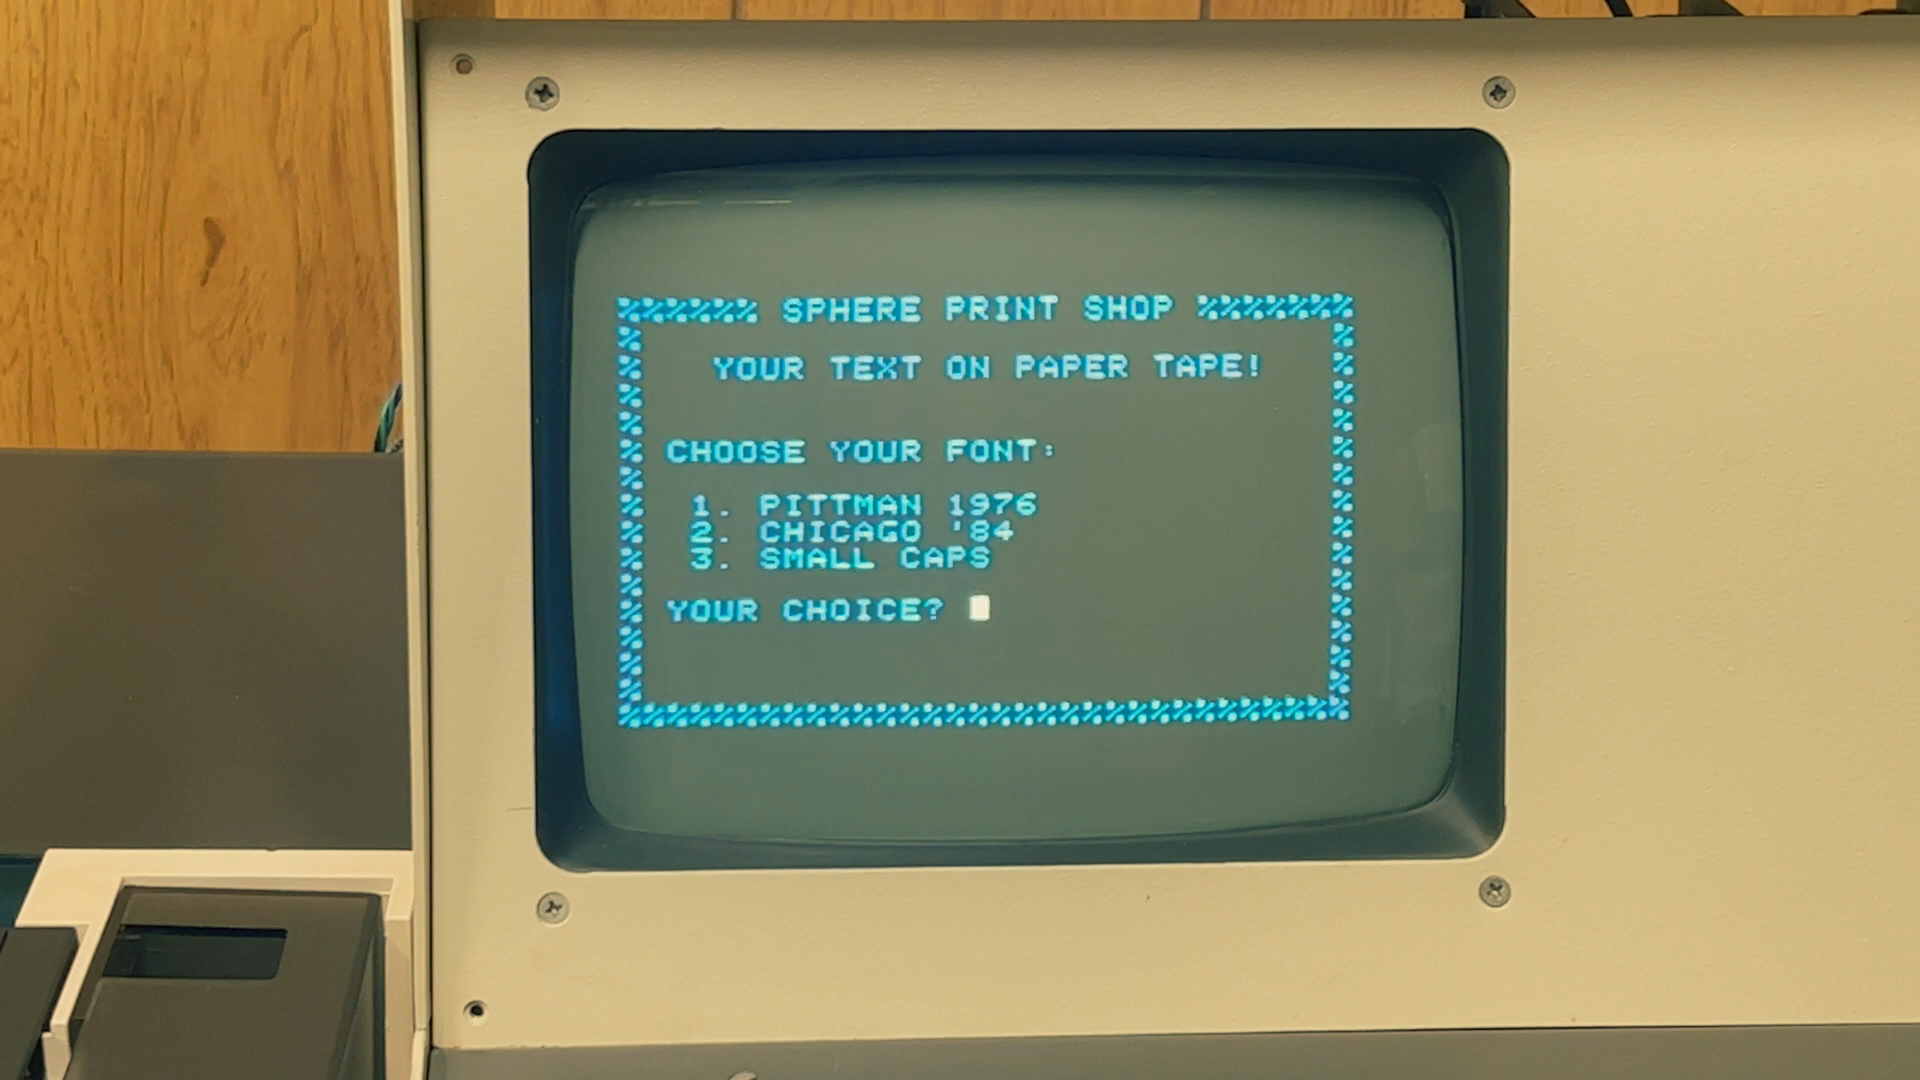 %%%%%% SPHERE PRINT SHOP %%%%%%%
YOUR TEXT ON PAPER TAPE!
CHOOSE YOUR FONT:
1. PITTMAN 1976
2. CHICAGO '84
3. SMALL CAPS
YOUR CHOICE?
%%%%%%%%%%%%%%%%%%%%%%%%%%%%%%%%